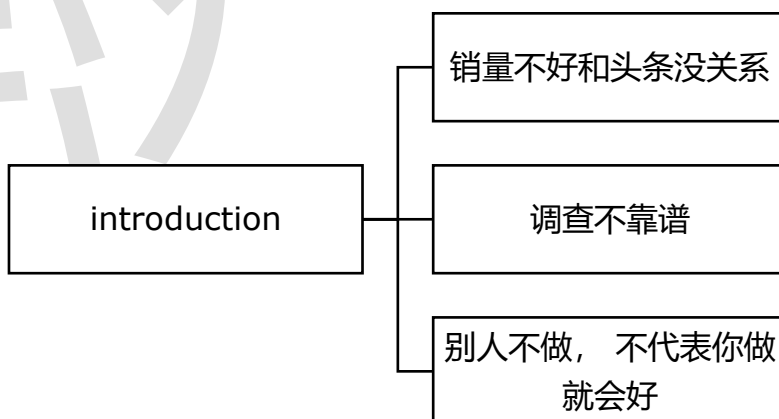 introduction
销量不好和头条没关系
调查不靠谱
别人不做， 不代表你做
就会好